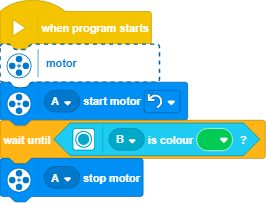 when program starts
motor
A start motor
wait until B is colour ?
A stop motor